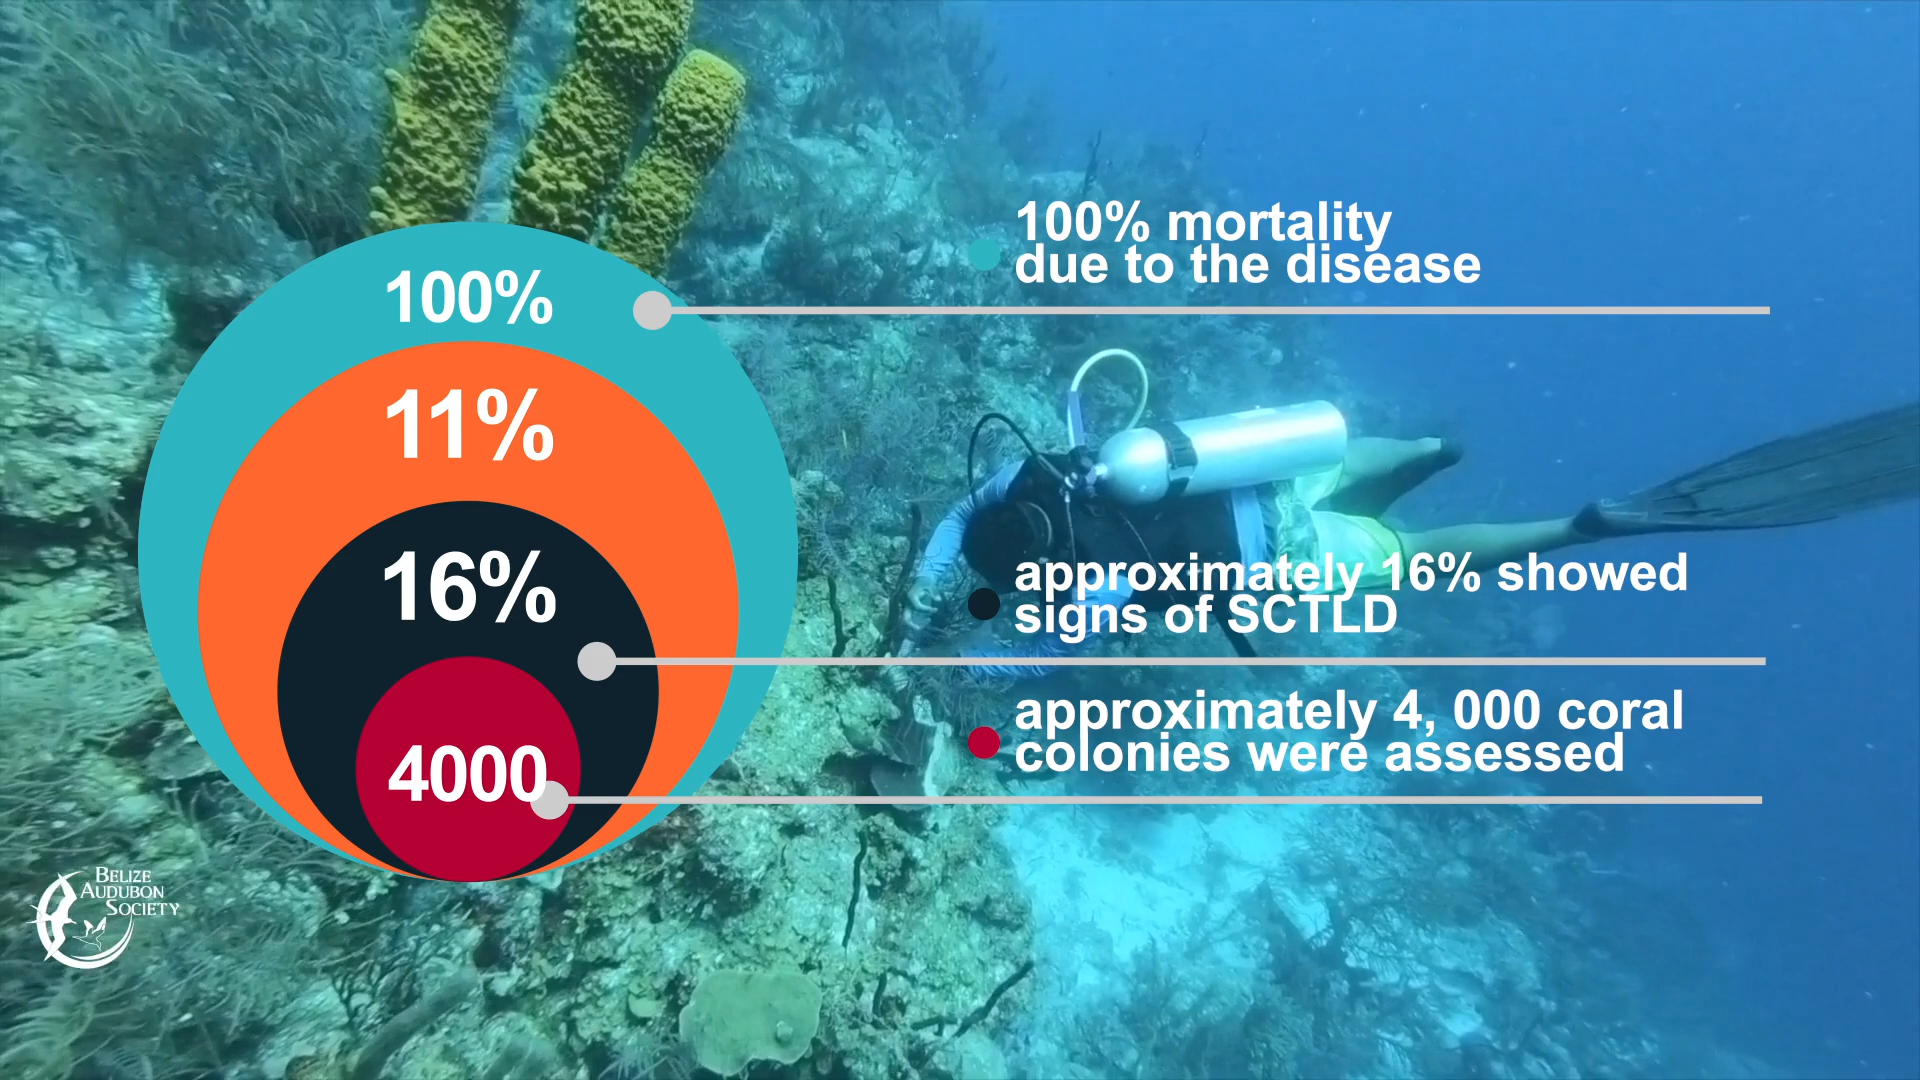 100%
11%
16%
4000
100% mortality
due to the disease
approximately 16% showed
signs of SCTLD
approximately 4, 000 coral
colonies were assessed
BELIZE
AUDUBON
SOCIETY